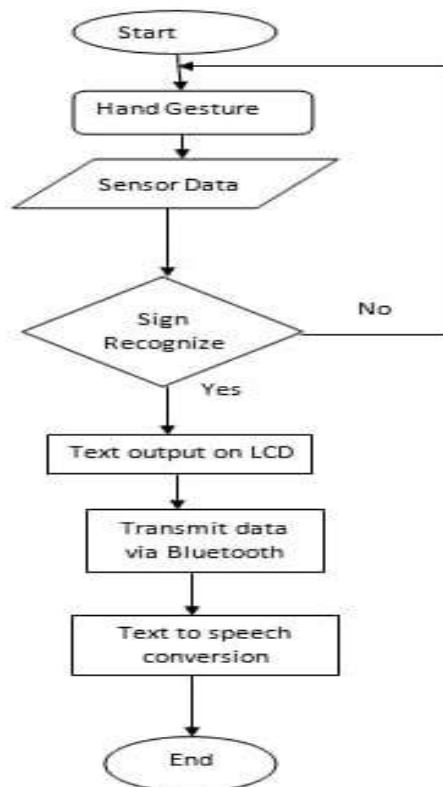 Start
Hand Gesture
Sensor Data
Sign
Recognize
No
Yes
Text output on LCD
Transmit data
via Bluetooth
Text to speech
conversion
End